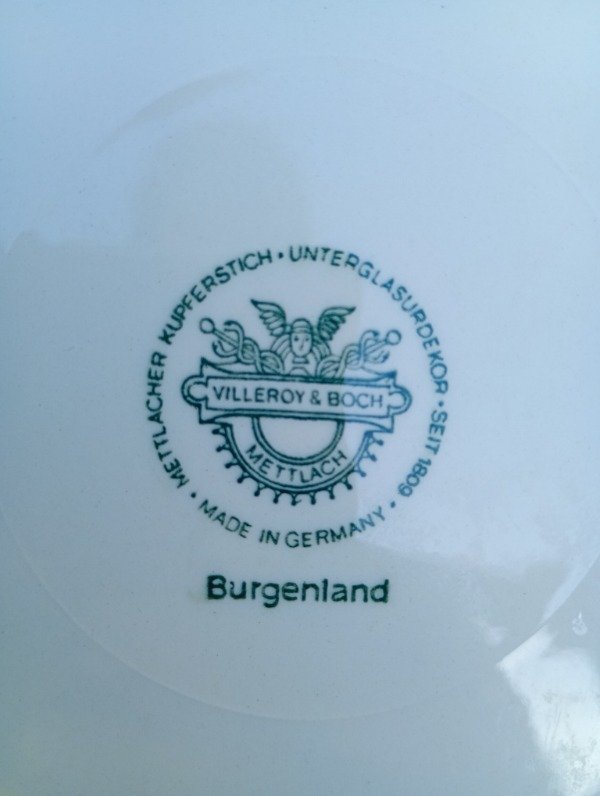 METTLACHER KUPFERSTICH · UNTERGLASURDEKOR · SEIT 1809 ·
VILLEROY & BOCH
METTLACH
MADE IN GERMANY
Burgenland